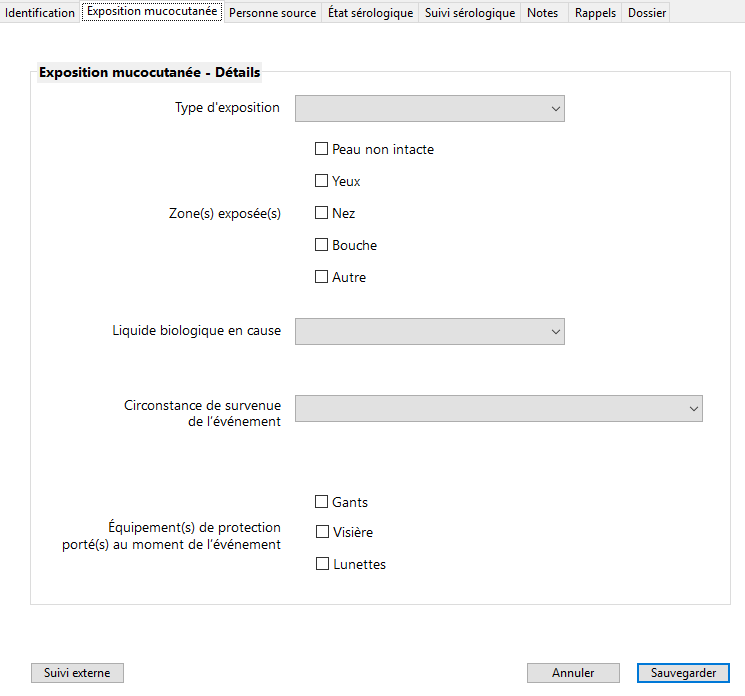 Identification Exposition mucocutanée Personne source État sérologique Suivi sérologique Notes Rappels Dossier
Exposition mucocutanée - Détails
Type d'exposition
Peau non intacte
Yeux
Zone(s) exposée(s)
Nez
Bouche
Autre
Liquide biologique en cause
Circonstance de survenue
de l'événement
Gants
Équipement(s) de protection
porté(s) au moment de l'événement
Visière
Lunettes
Suivi externe Annuler Sauvegarder